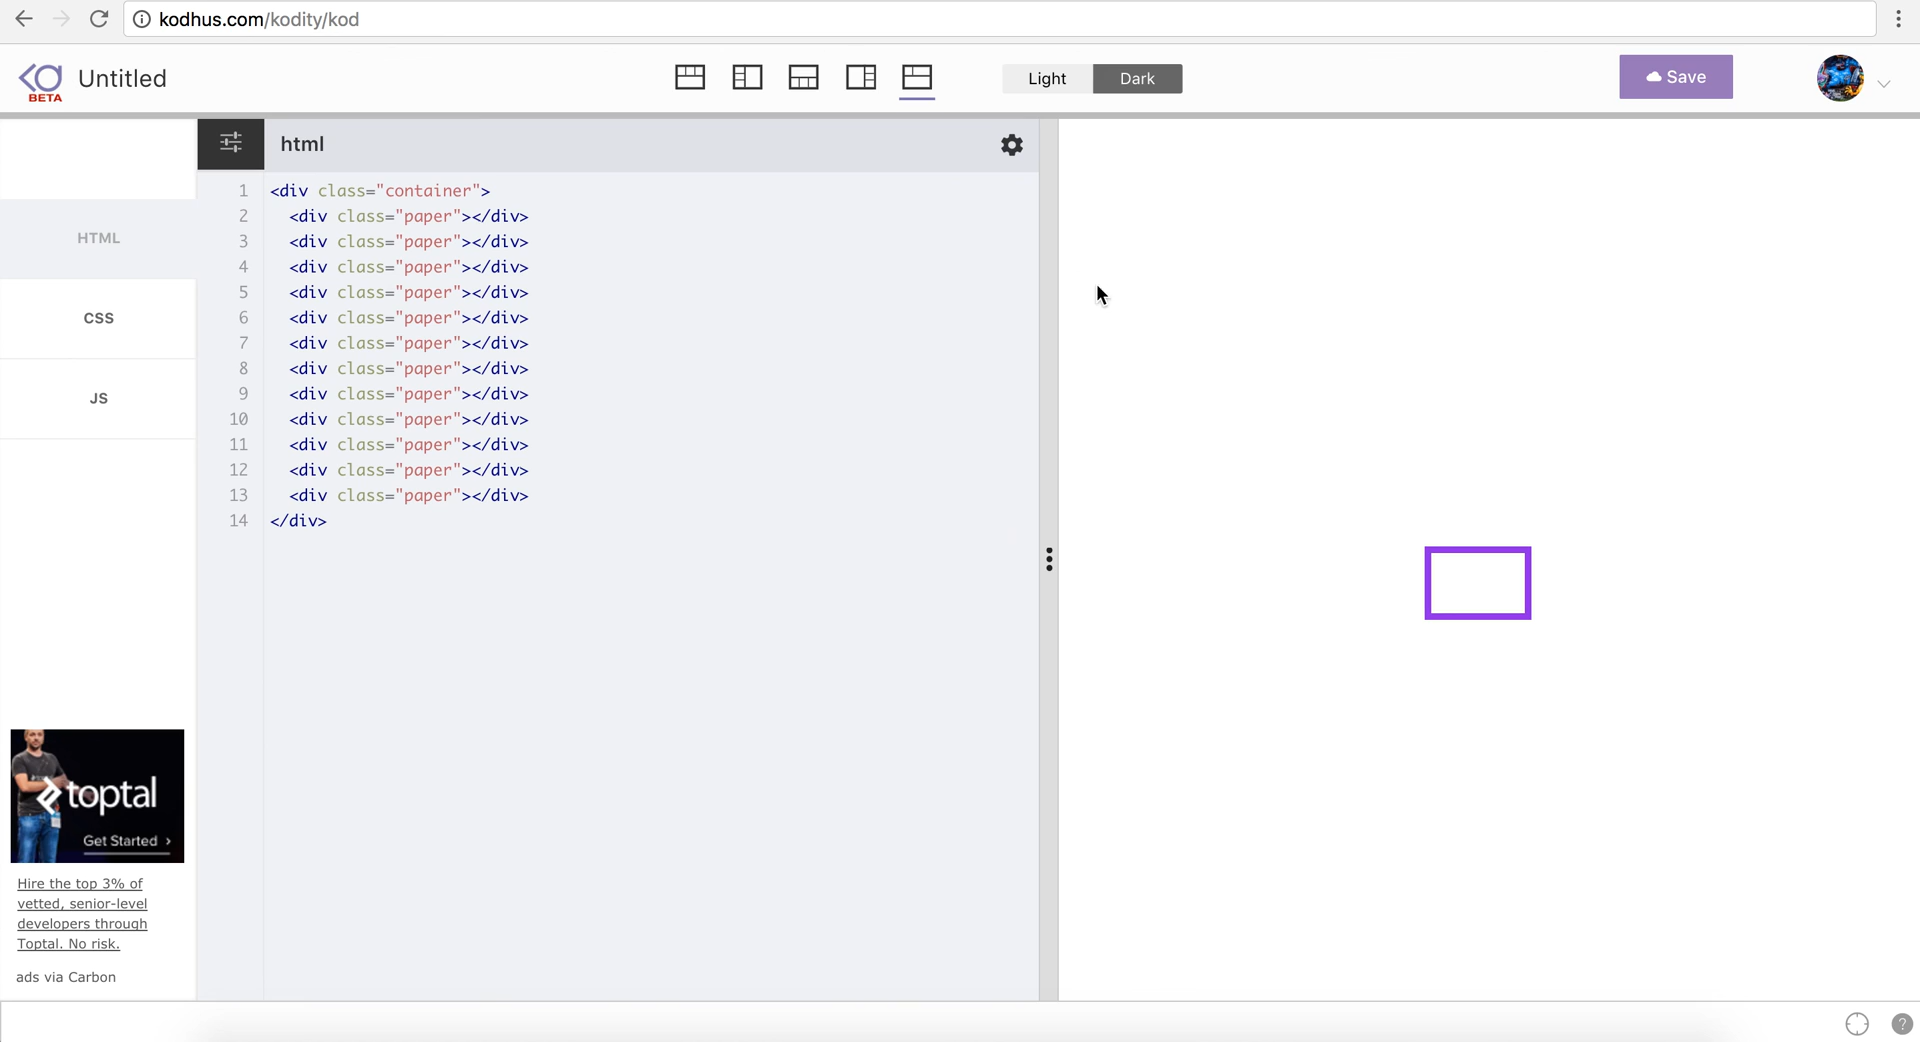 kodhus.com/kodity/kod
BETA
Untitled
Light
Dark
Save
html
HTML
CSS
JS
1 <div class="container">
2 <div class="paper"></div>
3 <div class="paper"></div>
4 <div class="paper"></div>
5 <div class="paper"></div>
6 <div class="paper"></div>
7 <div class="paper"></div>
8 <div class="paper"></div>
9 <div class="paper"></div>
10 <div class="paper"></div>
11 <div class="paper"></div>
12 <div class="paper"></div>
13 <div class="paper"></div>
14 </div>
toptal
Get Started ›
Hire the top 3% of
vetted, senior-level
developers through
Toptal. No risk.
ads via Carbon
?